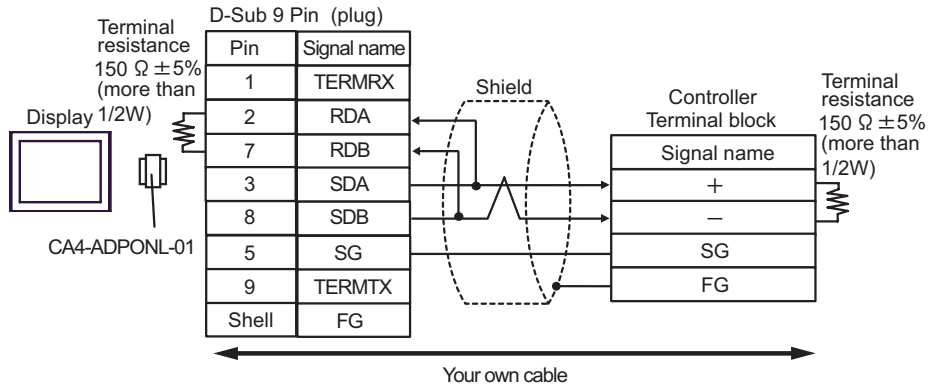 D-Sub 9 Pin (plug)
Terminal
resistance
150 Ω ±5%
(more than
1/2W)
Display
CA4-ADPONL-01
Pin Signal name
1 TERMRX
2 RDA
7 RDB
3 SDA
8 SDB
5 SG
9 TERMTX
Shell FG
Shield
Controller
Terminal block
Signal name
+
−
SG
FG
Terminal
resistance
150 Ω ±5%
(more than
1/2W)
Your own cable